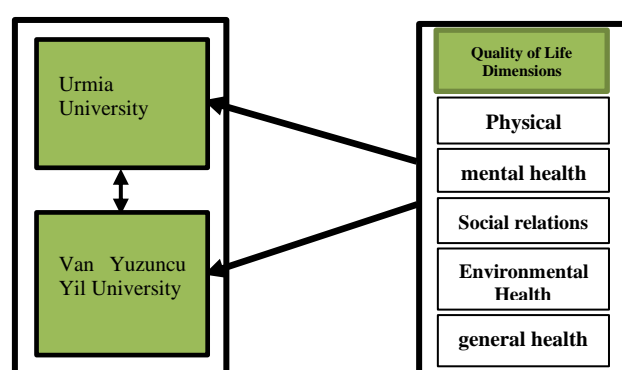 Urmia
University
Van Yuzuncu
Yil University
Quality of Life
Dimensions
Physical
mental health
Social relations
Environmental
Health
general health